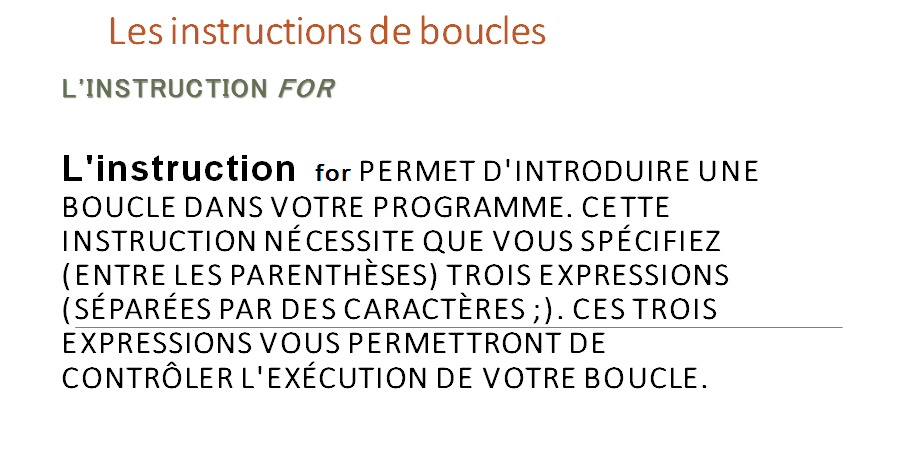 Les instructions de boucles
L'INSTRUCTION FOR
L'instruction for PERMET D'INTRODUIRE UNE
BOUCLE DANS VOTRE PROGRAMME. CETTE
INSTRUCTION NÉCESSITE QUE VOUS SPÉCIFIEZ
(ENTRE LES PARENTHÈSES) TROIS EXPRESSIONS
(SÉPARÉES PAR DES CARACTÈRES ;). CES TROIS
EXPRESSIONS VOUS PERMETTRONT DE
CONTRÔLER L'EXÉCUTION DE VOTRE BOUCLE.